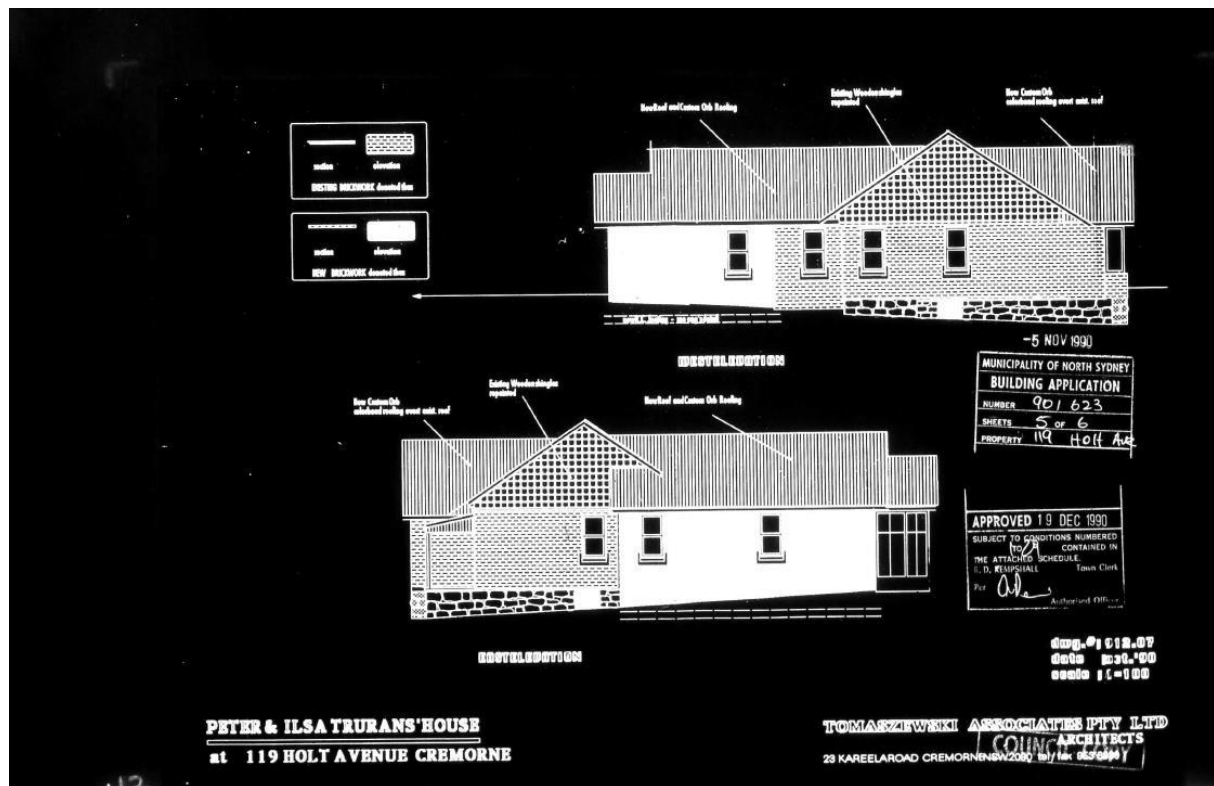 New Roof and Custom Orb Roofing
Existing Wooden shingles
repainted
New Custom Orb
colorbond roofing over exist. roof
section elevation
EXISTING BRICKWORK denoted thus
section elevation
NEW BRICKWORK denoted thus
WEST ELEVATION
-5 NOV 1990
MUNICIPALITY OF NORTH SYDNEY
BUILDING APPLICATION
NUMBER 901 623
SHEETS 5 OF 6
PROPERTY 119 Holt Ave
New Custom Orb
colorbond roofing over exist. roof
Existing Wooden shingles
repainted
New Roof and Custom Orb Roofing
APPROVED 19 DEC 1990
SUBJECT TO CONDITIONS NUMBERED
TO CONTAINED IN
THE ATTACHED SCHEDULE.
KEMPSHALL Town Clerk
Per
Authorised Officer
EAST ELEVATION
dwg.# 912.07
date oct.'90
scale 1:100
PETER & ILSA TRURANS' HOUSE
at 119 HOLT AVENUE CREMORNE
TOMASZEWSKI ASSOCIATES PTY LTD
ARCHITECTS
COUNCIL COPY
23 KAREELA ROAD CREMORNE NSW 2090 tel/fax